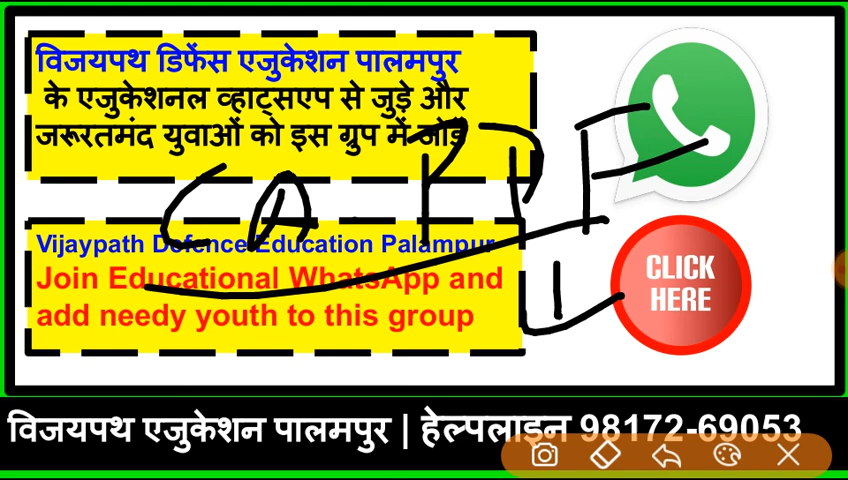 विजयपथ डिफेंस एजुकेशन पालमपुर
के एजुकेशनल व्हाट्सएप से जुड़े और
जरूरतमंद युवाओं को इस ग्रुप में जोड़ें
CAPF
Vijaypath Defence Education Palampur
Join Educational WhatsApp and
add needy youth to this group
CLICK
HERE
विजयपथ एजुकेशन पालमपुर | हेल्पलाइन 98172-69053